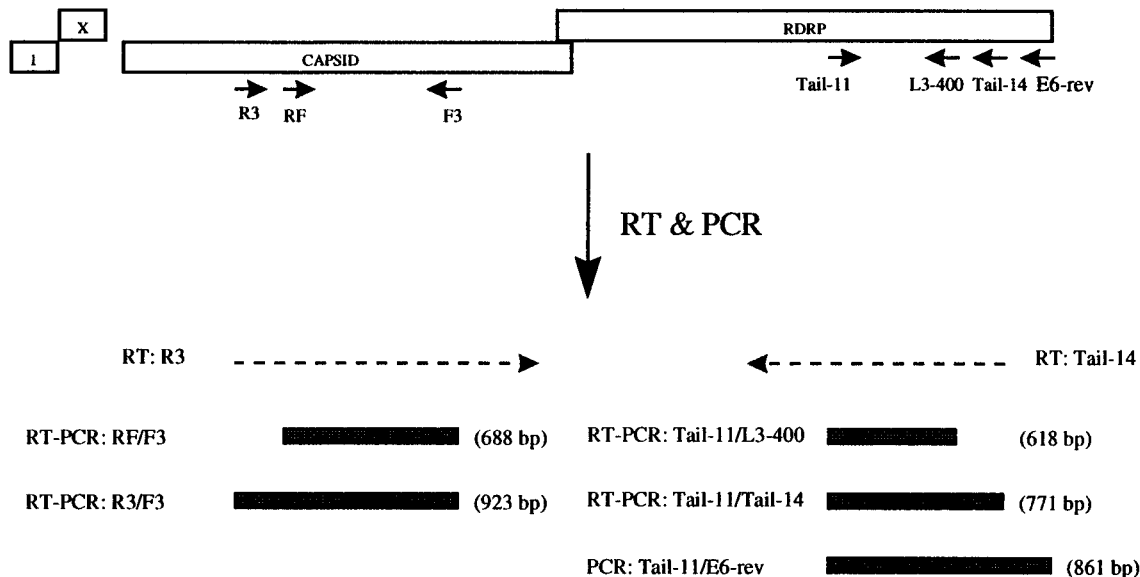 X
RDRP
1
CAPSID
R3
RF
F3
Tail-11
L3-400
Tail-14
E6-rev
RT & PCR
RT: R3
RT: Tail-14
RT-PCR: RF/F3
(688 bp)
RT-PCR: Tail-11/L3-400
(618 bp)
RT-PCR: R3/F3
(923 bp)
RT-PCR: Tail-11/Tail-14
(771 bp)
PCR: Tail-11/E6-rev
(861 bp)